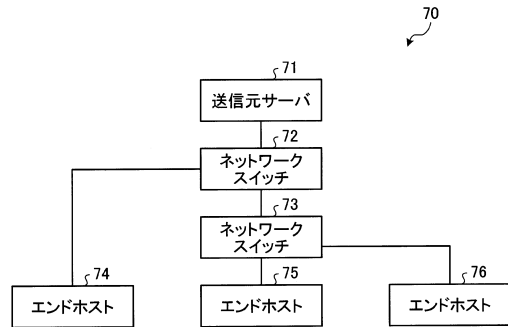 70
71
送信元サーバ
72
ネットワーク
スイッチ
73
ネットワーク
スイッチ
74
エンドホスト
75
エンドホスト
76
エンドホスト